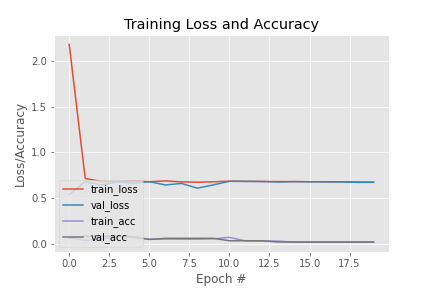 Training Loss and Accuracy
Loss/Accuracy
2.0
1.5
1.0
0.5
0.0
train_loss
val_loss
train_acc
val_acc
0.0 2.5 5.0 7.5 10.0 12.5 15.0 17.5
Epoch #